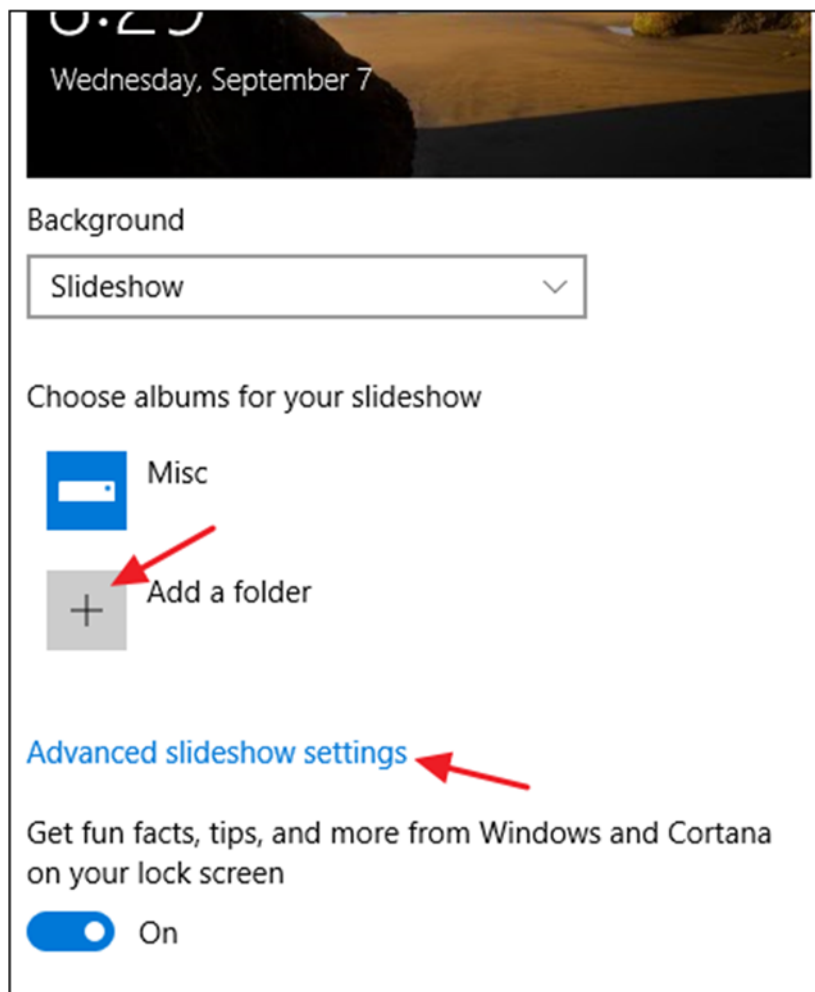 Wednesday, September 7
Background
Slideshow
Choose albums for your slideshow
Misc
Add a folder
Advanced slideshow settings
Get fun facts, tips, and more from Windows and Cortana
on your lock screen
On